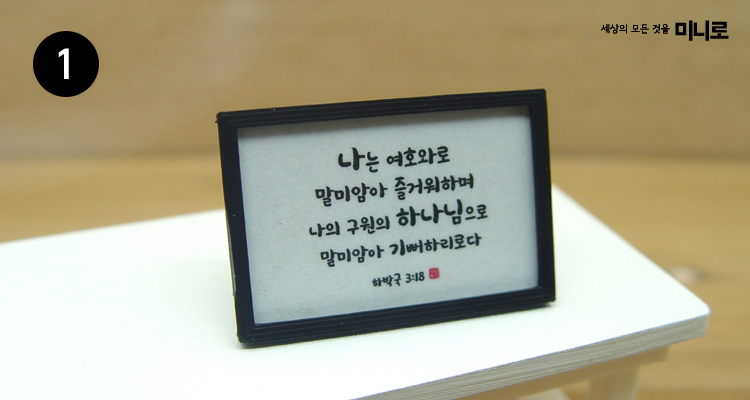 1
세상의 모든 것을 미니로
나는 여호와로
말미암아 즐거워하며
나의 구원의 하나님으로
말미암아 기뻐하리로다
하박국 3:18